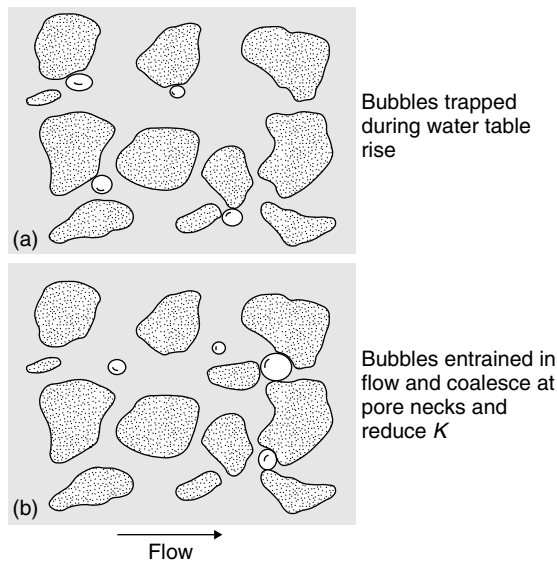 Bubbles trapped
during water table
rise
(a)
Bubbles entrained in
flow and coalesce at
pore necks and
reduce K
(b)
Flow